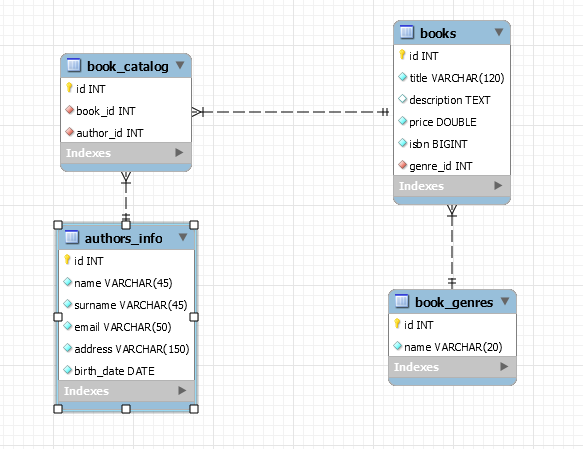 book_catalog
id INT
book_id INT
author_id INT
Indexes
books
id INT
title VARCHAR(120)
description TEXT
price DOUBLE
isbn BIGINT
genre_id INT
Indexes
authors_info
id INT
name VARCHAR(45)
surname VARCHAR(45)
email VARCHAR(50)
address VARCHAR(150)
birth_date DATE
Indexes
book_genres
id INT
name VARCHAR(20)
Indexes